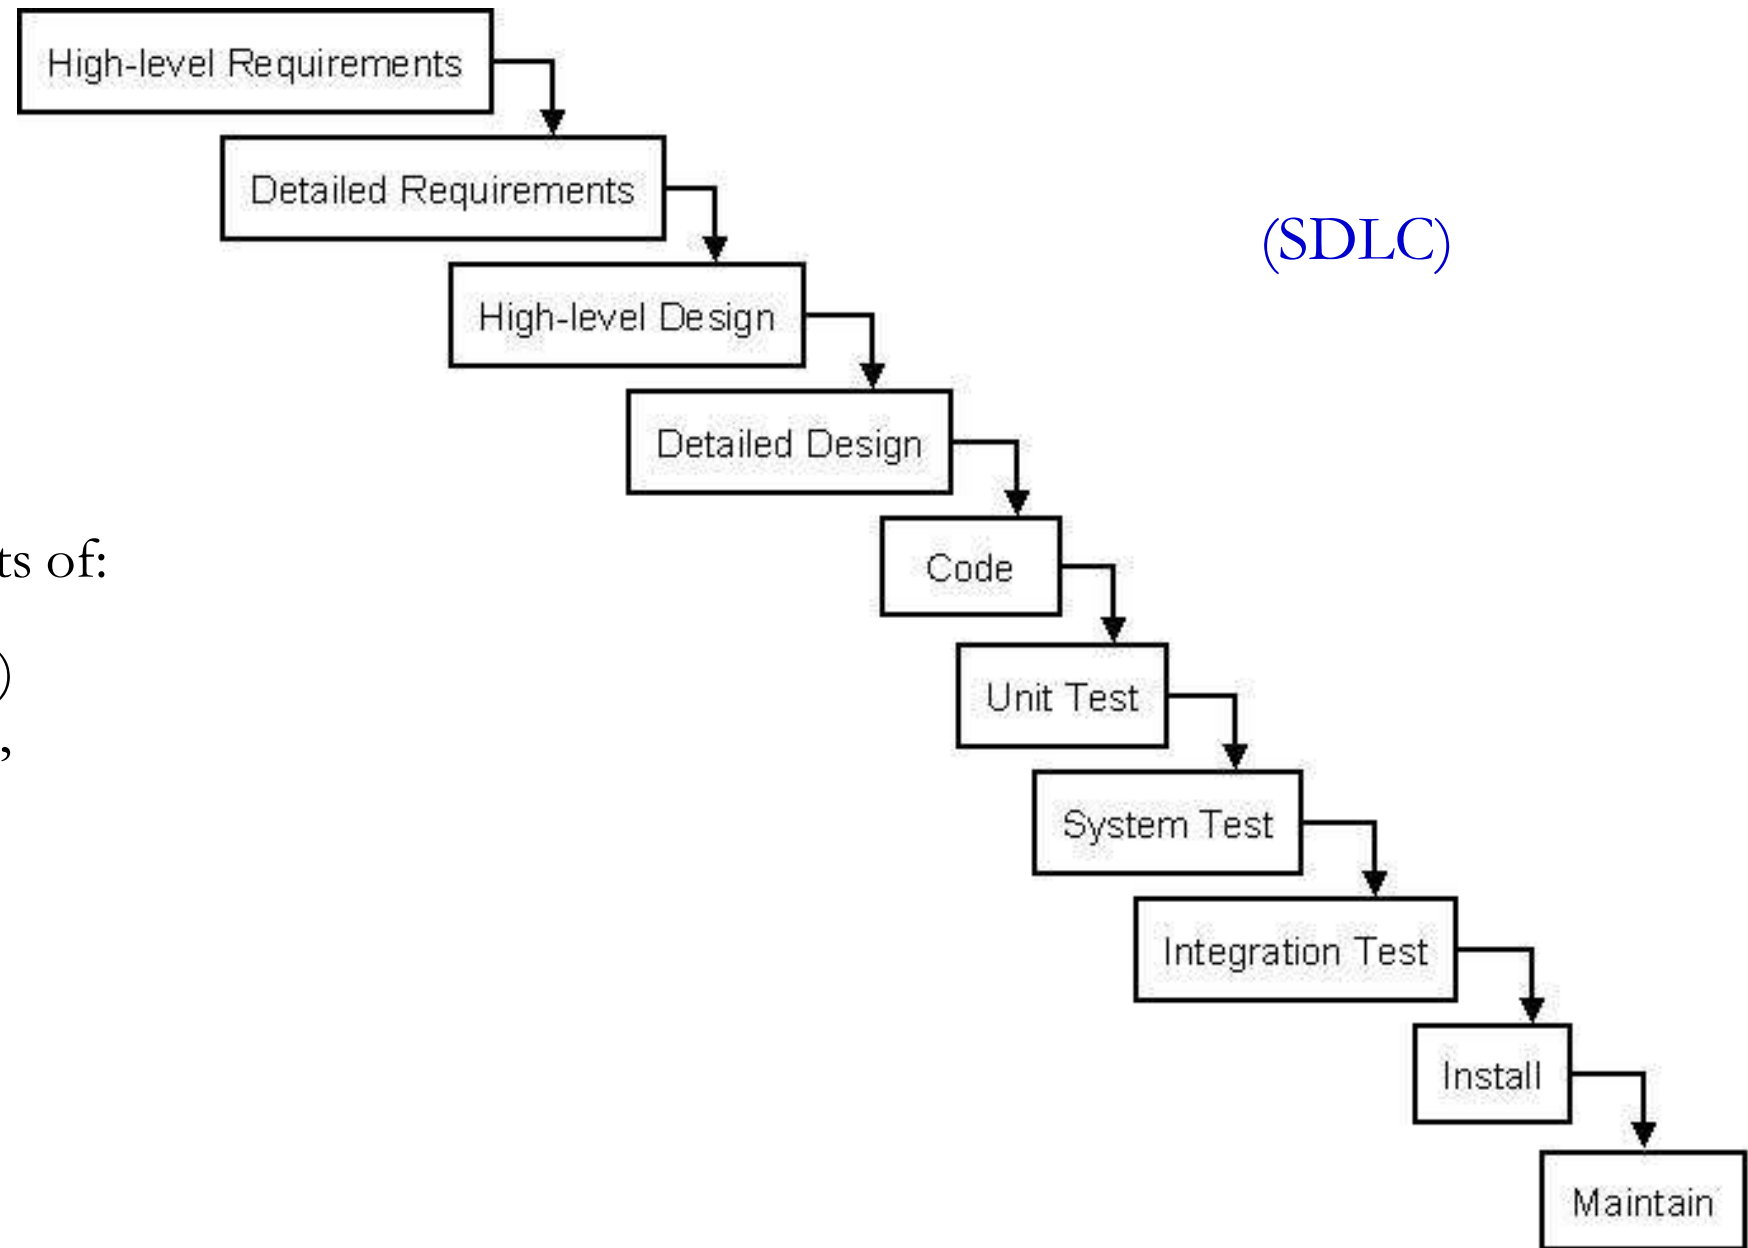 High-level Requirements
Detailed Requirements
(SDLC)
High-level Design
Detailed Design
Code
ts of:
Unit Test
)
,
System Test
Integration Test
Install
Maintain